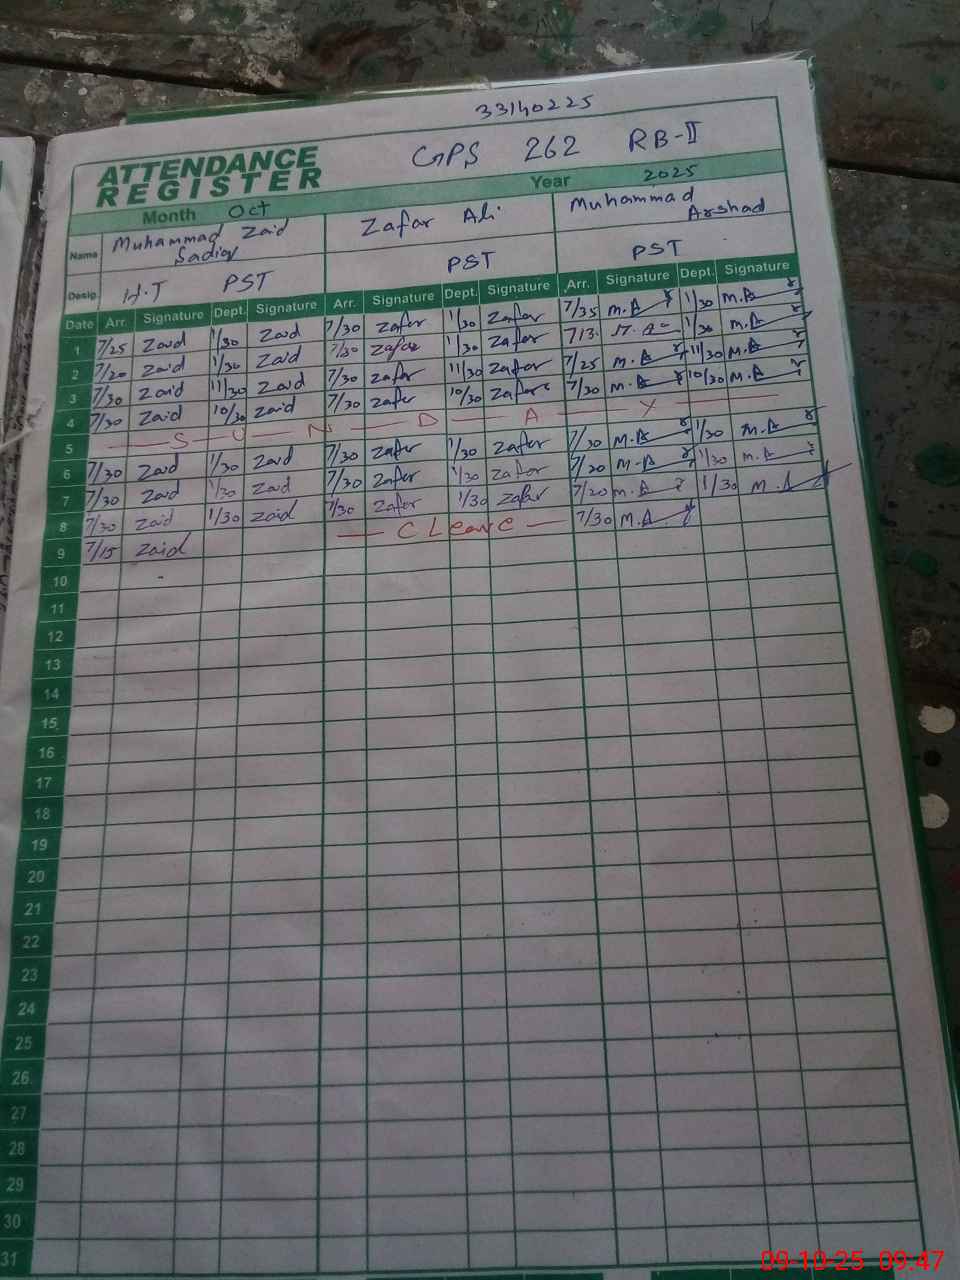 33140225
ATTENDANCE REGISTER
GPS 262 RB-II
Month Oct Year 2025
Name Muhammad Zaid Sadiq Zafar Ali Muhammad Arshad
Desig. H.T PST PST PST
Date Arr. Signature Dept. Signature Arr. Signature Dept. Signature Arr. Signature Dept. Signature
1 7/25 Zaid 1/30 Zaid 7/30 Zafar 1/30 Zafar 7/35 M.A 1/30 M.A
2 7/20 Zaid 1/30 Zaid 7/30 Zafar 1/30 Zafar 713. M.A 1/30 M.A
3 7/30 Zaid 11/30 Zaid 7/30 Zafar 11/30 Zafar 7/25 M.A 11/30 M.A
4 7/30 Zaid 10/30 Zaid 7/30 Zafar 10/30 Zafar 7/30 M.A 10/30 M.A
5 — S — U — N — D — A — Y —
6 7/30 Zaid 1/30 Zaid 7/30 Zafar 1/30 Zafar 7/30 M.A 1/30 M.A
7 7/30 Zaid 1/30 Zaid 7/30 Zafar 1/30 Zafar 7/30 M.A 1/30 M.A
8 7/30 Zaid 1/30 Zaid 7/30 Zafar 1/30 Zafar 7/20 M.A 1/30 M.A
9 7/15 Zaid — C Leave — 7/30 M.A.
10
11
12
13
14
15
16
17
18
19
20
21
22
23
24
25
26
27
28
29
30
31
09-10-25 09:47